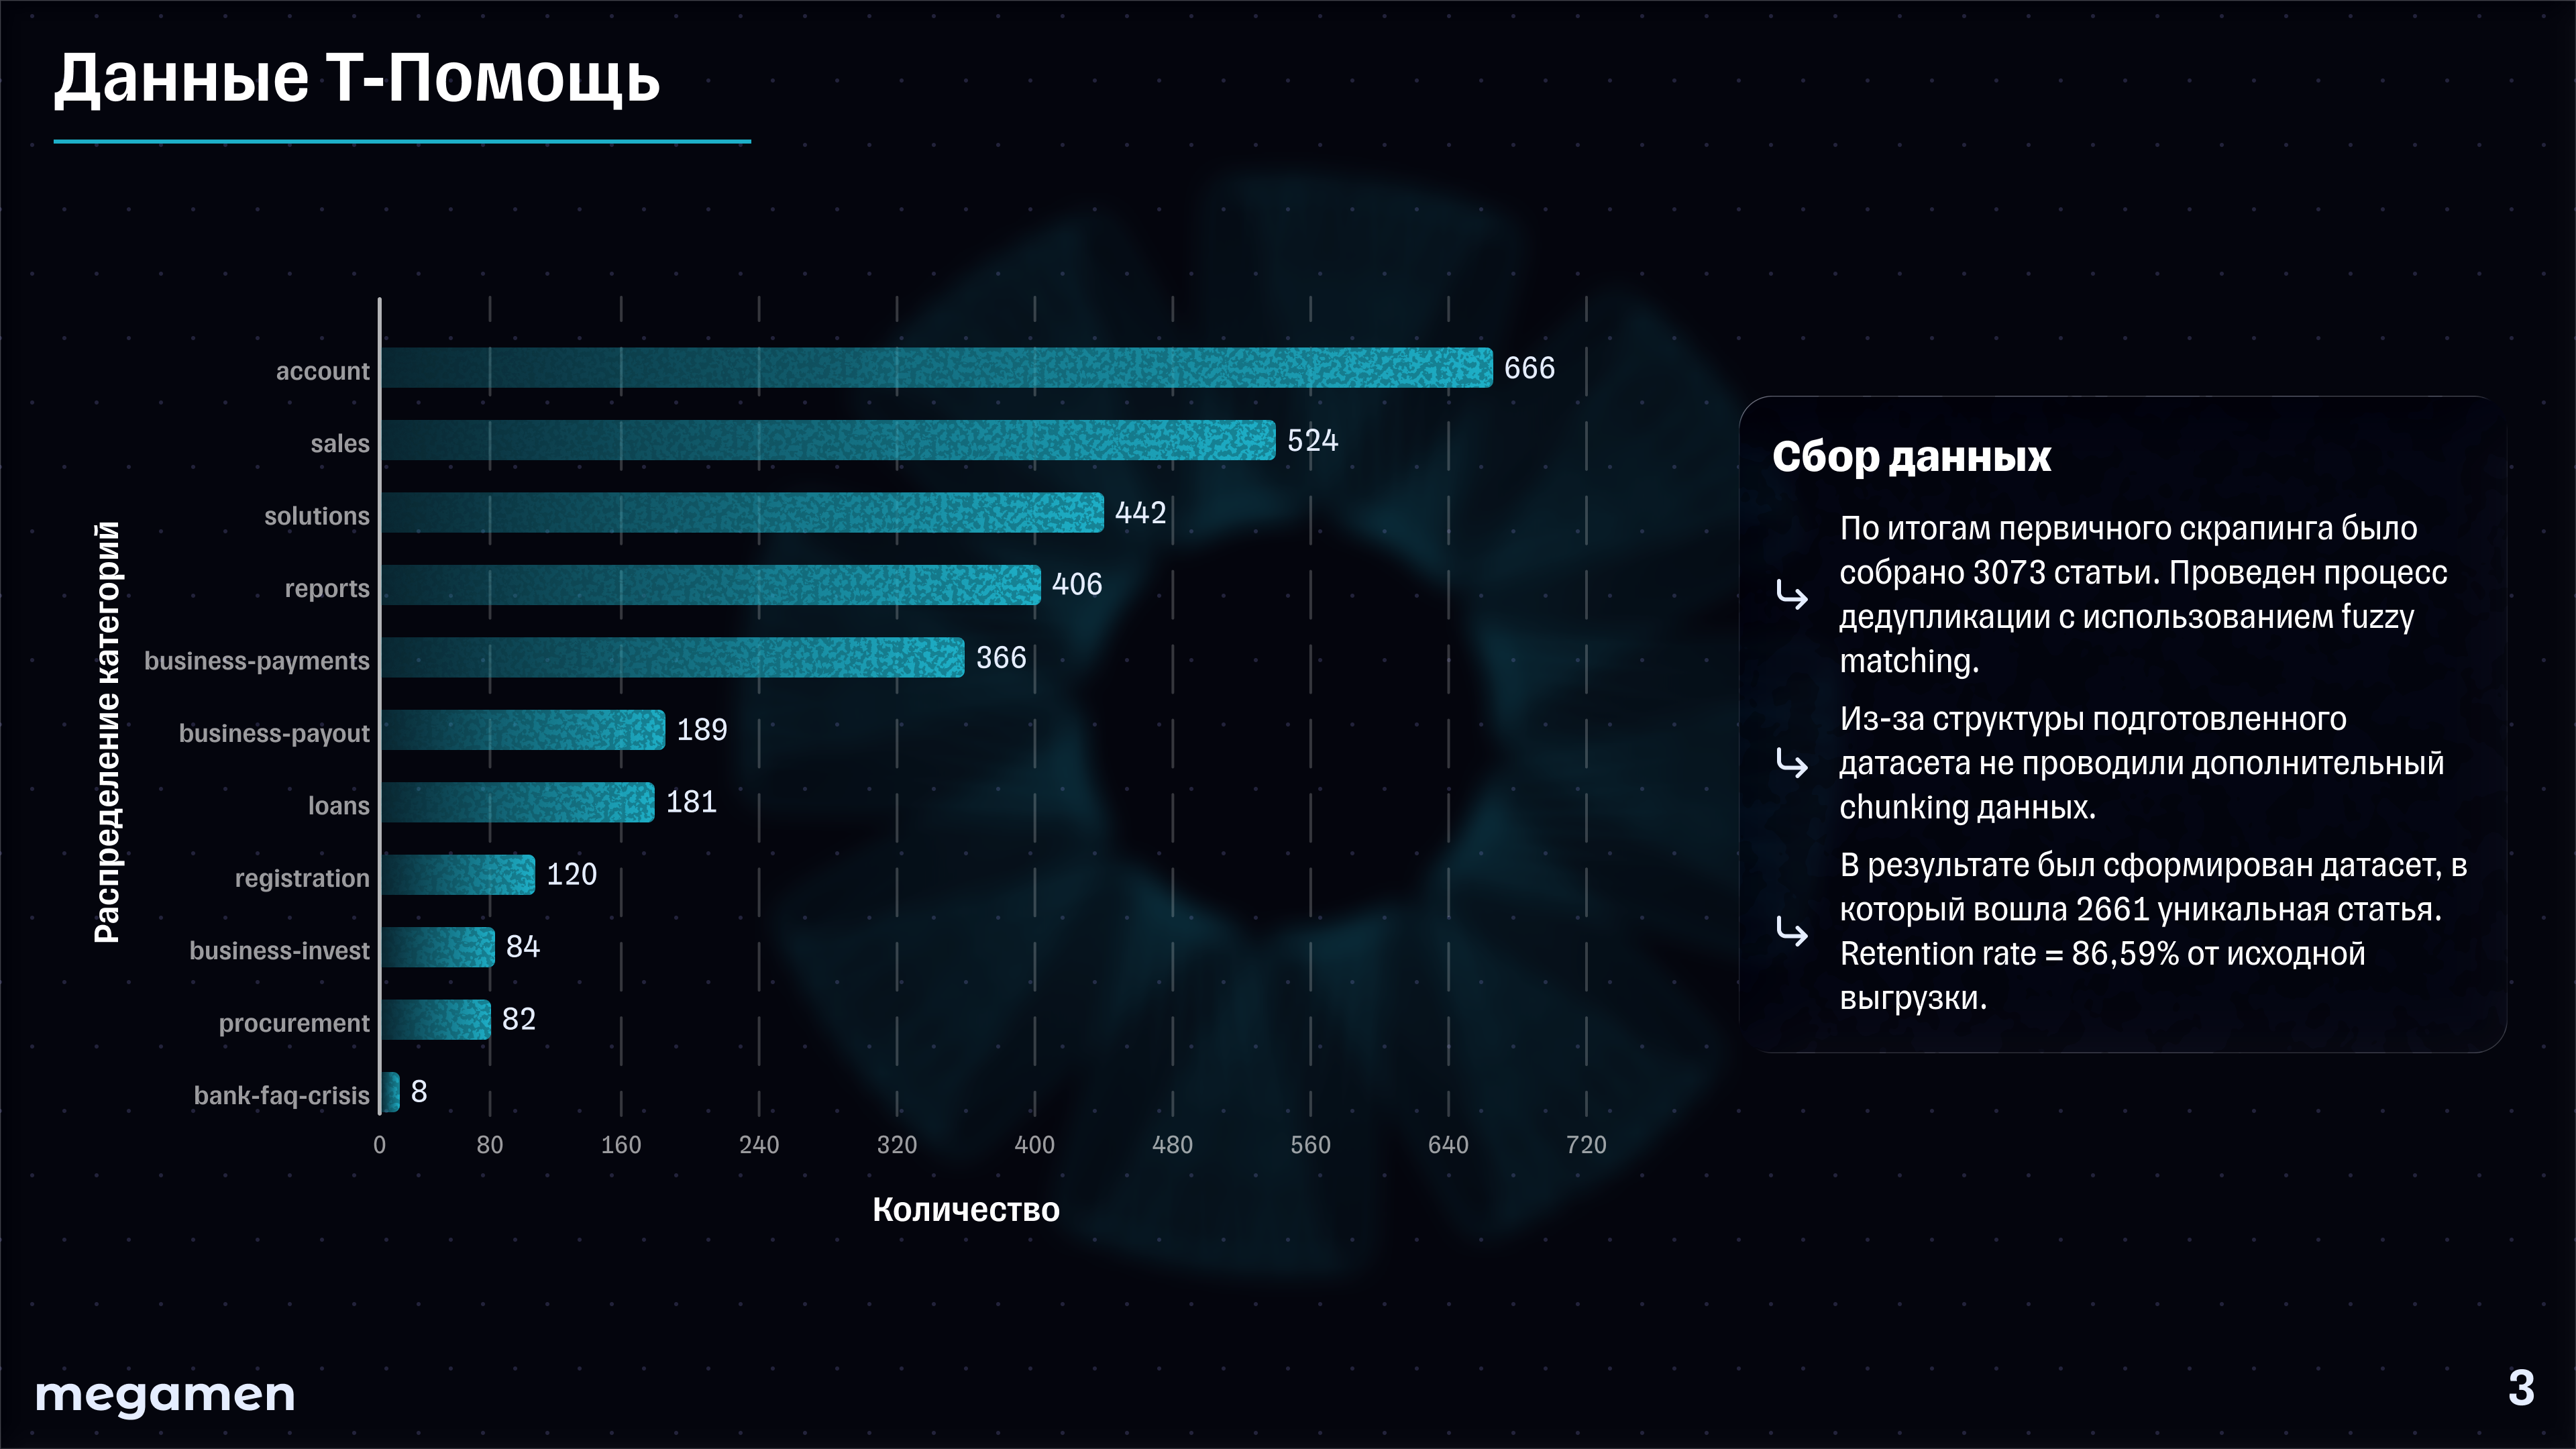 Данные Т-Помощь
Распределение категорий
account 666
sales 524
solutions 442
reports 406
business-payments 366
business-payout 189
loans 181
registration 120
business-invest 84
procurement 82
bank-faq-crisis 8
0 80 160 240 320 400 480 560 640 720
Количество
Сбор данных
По итогам первичного скрапинга было
собрано 3073 статьи. Проведен процесс
дедупликации с использованием fuzzy
matching.
Из-за структуры подготовленного
датасета не проводили дополнительный
chunking данных.
В результате был сформирован датасет, в
который вошла 2661 уникальная статья.
Retention rate = 86,59% от исходной
выгрузки.
megamen
3